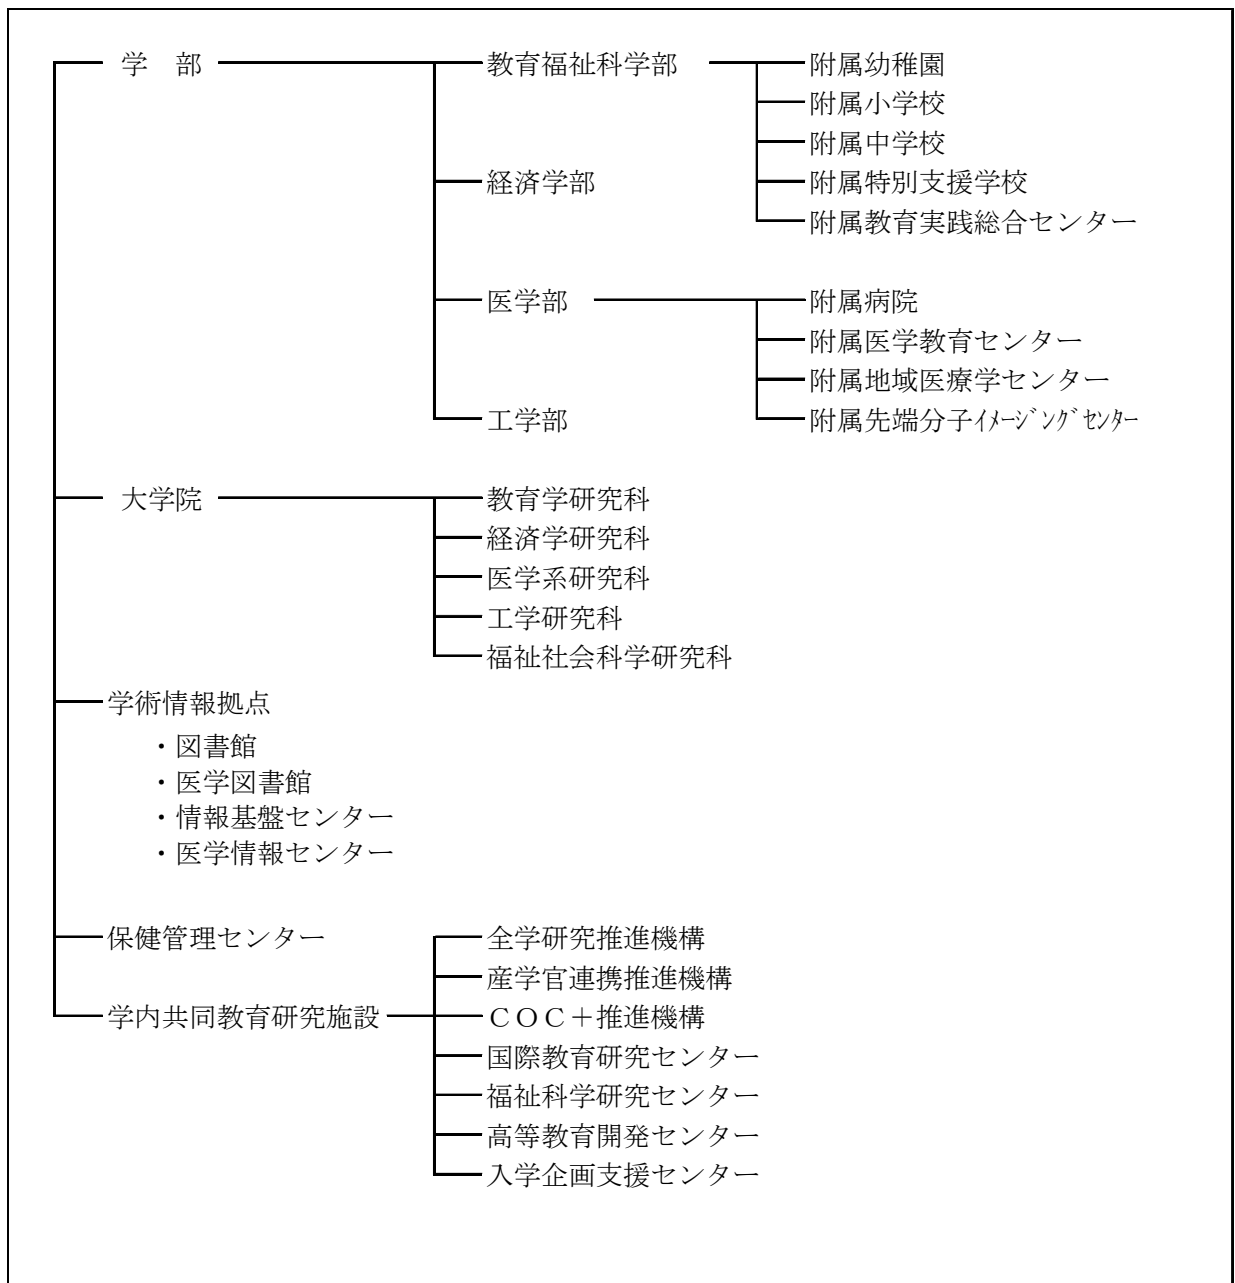 学　部 教育福祉科学部 附属幼稚園
附属小学校
附属中学校
経済学部 附属特別支援学校
附属教育実践総合センター
医学部 附属病院
附属医学教育センター
附属地域医療学センター
工学部 附属先端分子ｲﾒｰｼﾞﾝｸﾞｾﾝﾀｰ
大学院 教育学研究科
経済学研究科
医学系研究科
工学研究科
福祉社会科学研究科
学術情報拠点
・図書館
・医学図書館
・情報基盤センター
・医学情報センター
保健管理センター 全学研究推進機構
産学官連携推進機構
学内共同教育研究施設 ＣＯＣ＋推進機構
国際教育研究センター
福祉科学研究センター
高等教育開発センター
入学企画支援センター